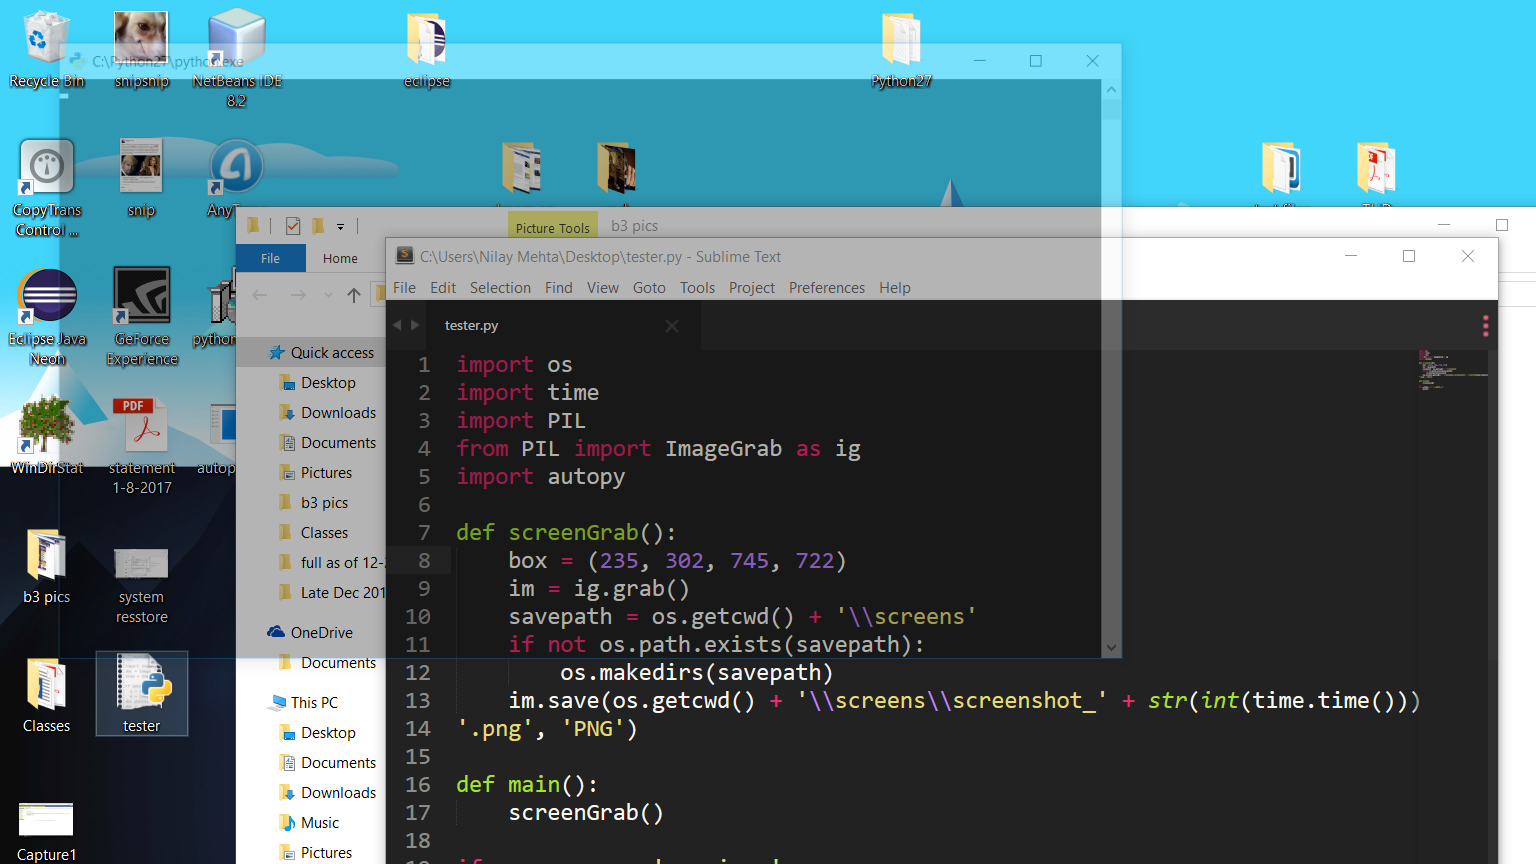 Recycle Bin
snipsnip
NetBeans IDE
8.2
eclipse
Python27
C:\Python27\python.exe
CopyTrans
Control ...
snip
Eclipse Java
Neon
GeForce
Experience
WinDirStat
statement
1-8-2017
autop
b3 pics
system
resstore
Classes
tester
Capture1
PDF
Picture Tools
b3 pics
File
Home
Quick access
Desktop
Downloads
Documents
Pictures
b3 pics
Classes
full as of 12-
Late Dec 201
OneDrive
Documents
This PC
Desktop
Documents
Downloads
Music
Pictures
C:\Users\Nilay Mehta\Desktop\tester.py - Sublime Text
File Edit Selection Find View Goto Tools Project Preferences Help
tester.py
1 import os
2 import time
3 import PIL
4 from PIL import ImageGrab as ig
5 import autopy
6
7 def screenGrab():
8 box = (235, 302, 745, 722)
9 im = ig.grab()
10 savepath = os.getcwd() + '\\screens'
11 if not os.path.exists(savepath):
12 os.makedirs(savepath)
13 im.save(os.getcwd() + '\\screens\\screenshot_' + str(int(time.time()))
14 '.png', 'PNG')
15
16 def main():
17 screenGrab()
18